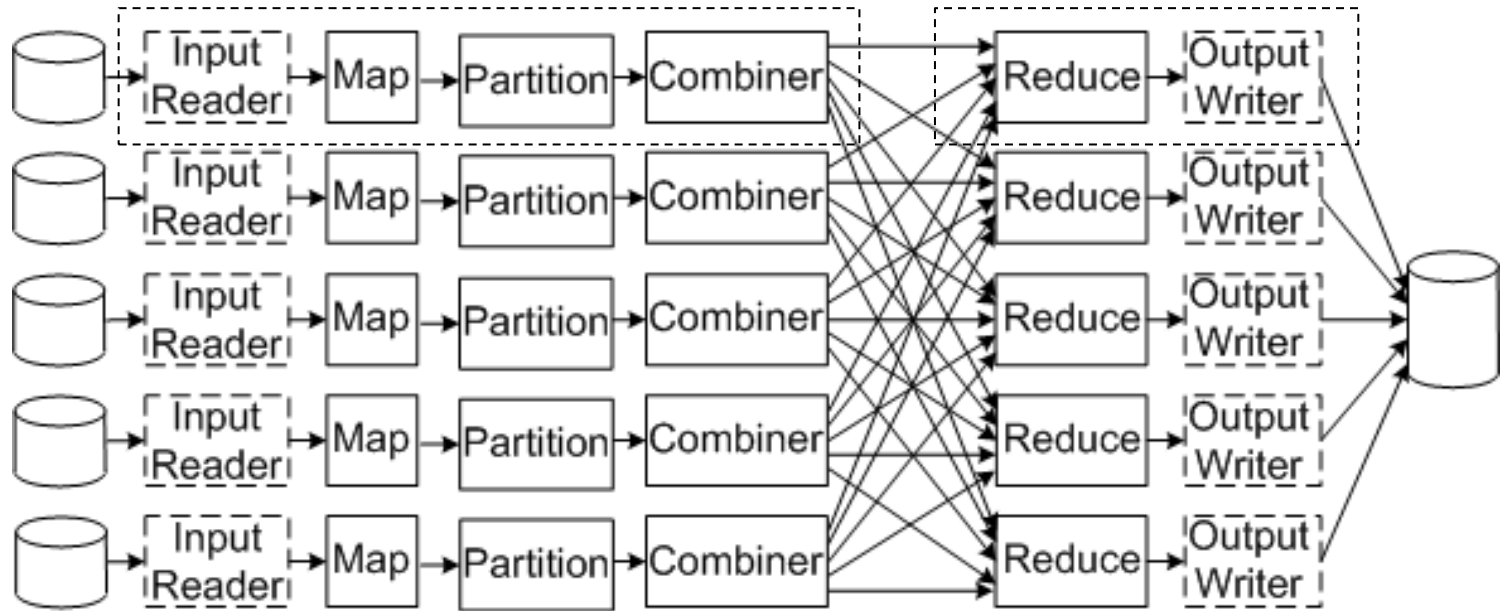 Input
Reader
Map
Partition
Combiner
Reduce
Output
Writer
Input
Reader
Map
Partition
Combiner
Reduce
Output
Writer
Input
Reader
Map
Partition
Combiner
Reduce
Output
Writer
Input
Reader
Map
Partition
Combiner
Reduce
Output
Writer
Input
Reader
Map
Partition
Combiner
Reduce
Output
Writer